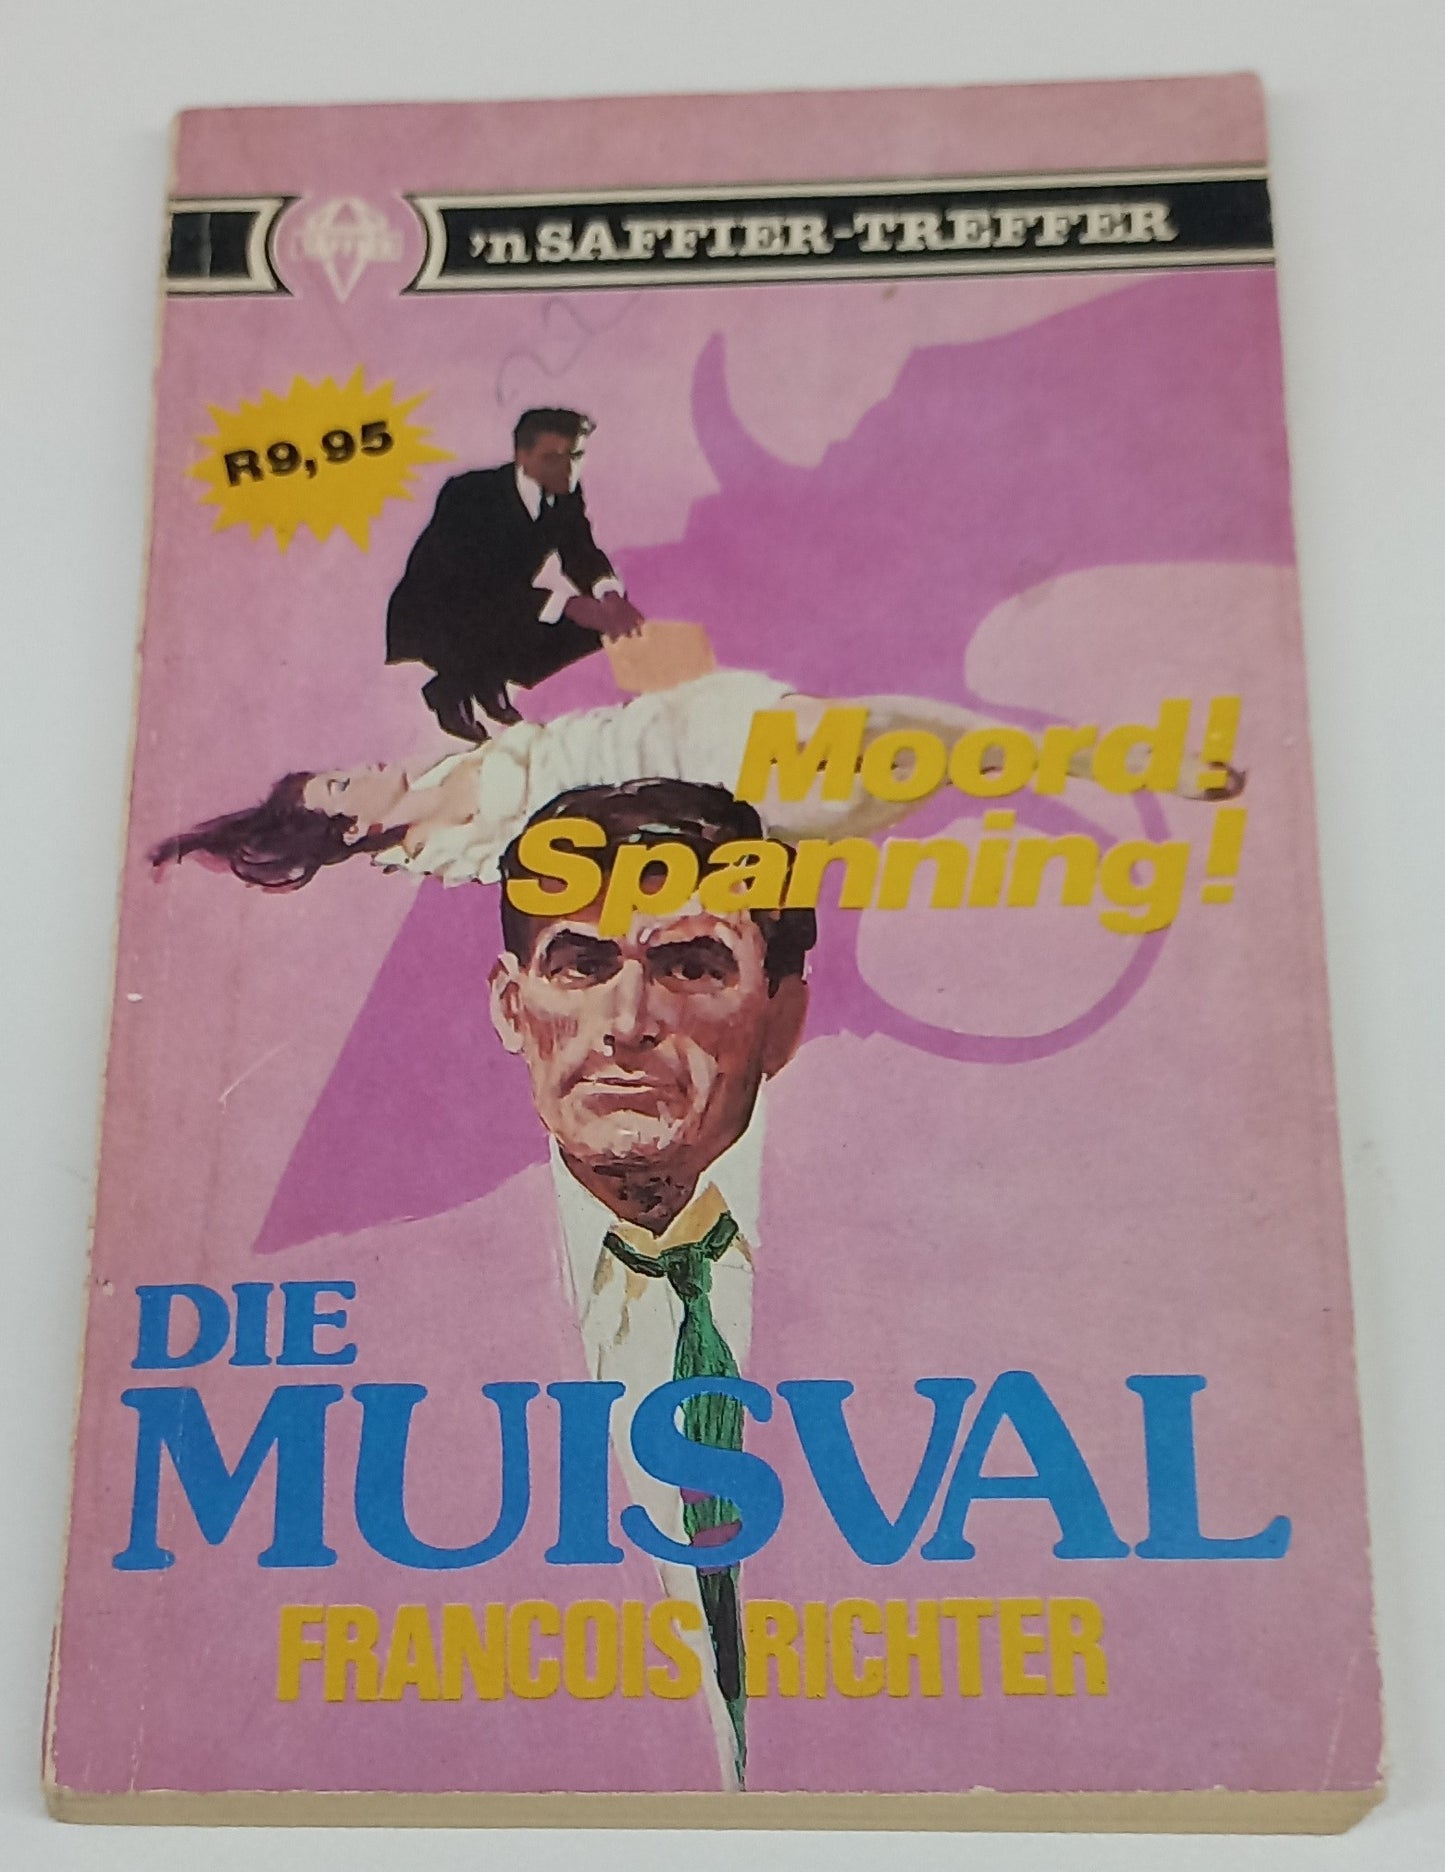 'n SAFFIER-TREFFER
R9,95
Moord!
Spanning!
DIE
MUISVAL
FRANCOIS RICHTER